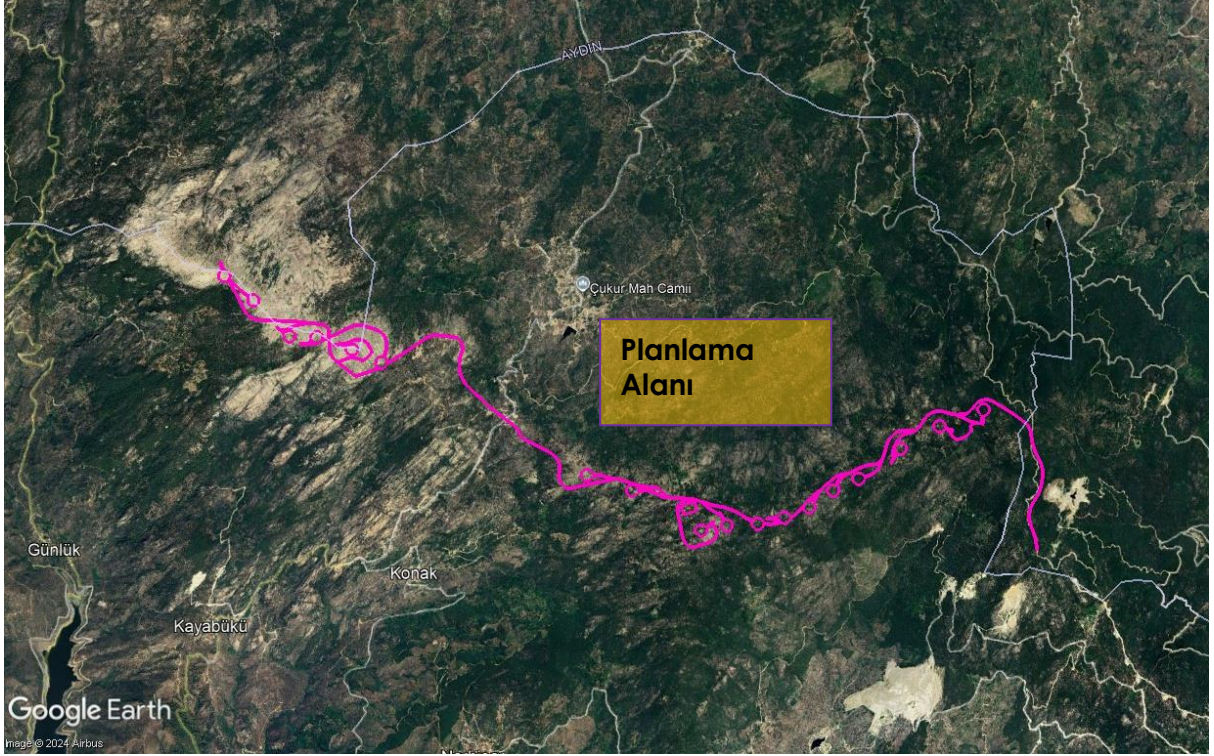 AYDIN
Çukur Mah Camii
Planlama
Alanı
Günlük
Konak
Kayabükü
Google Earth
Image © 2024 Airbus